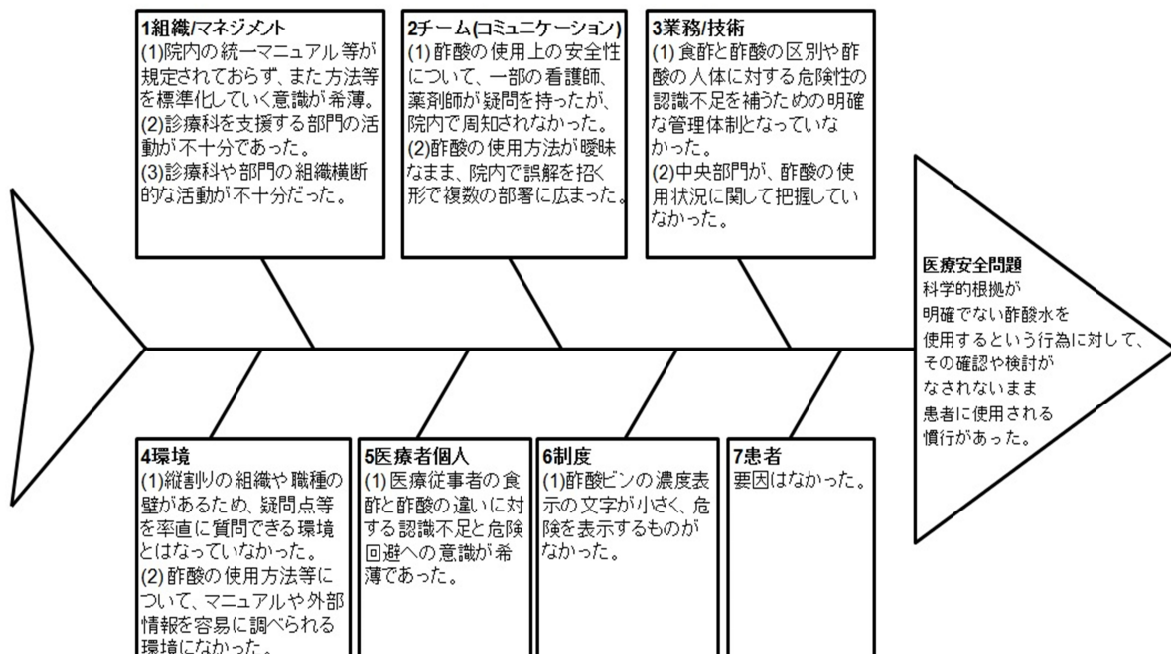 1組織/マネジメント
(1)院内の統一マニュアル等が
規定されておらず、また方法等
を標準化していく意識が希薄。
(2)診療科を支援する部門の活
動が不十分であった。
(3)診療科や部門の組織横断
的な活動が不十分だった。
2チーム(コミュニケーション)
(1)酢酸の使用上の安全性
について、一部の看護師、
薬剤師が疑問を持ったが、
院内で周知されなかった。
(2)酢酸の使用方法が曖昧
なまま、院内で誤解を招く
形で複数の部署に広まった。
3業務/技術
(1)食酢と酢酸の区別や酢
酸の人体に対する危険性の
認識不足を補うための明確
な管理体制となっていな
かった。
(2)中央部門が、酢酸の使
用状況に関して把握してい
なかった。
医療安全問題
科学的根拠が
明確でない酢酸水を
使用するという行為に対して、
その確認や検討が
なされないまま
患者に使用される
慣行があった。
4環境
(1)縦割りの組織や職種の
壁があるため、疑問点等
を率直に質問できる環境
とはなっていなかった。
(2)酢酸の使用方法等に
ついて、マニュアルや外部
情報を容易に調べられる
環境になかった。
5医療者個人
(1)医療従事者の食
酢と酢酸の違いに対
する認識不足と危険
回避への意識が希
薄であった。
6制度
(1)酢酸ビンの濃度表
示の文字が小さく、危
険を表示するものが
なかった。
7患者
要因はなかった。